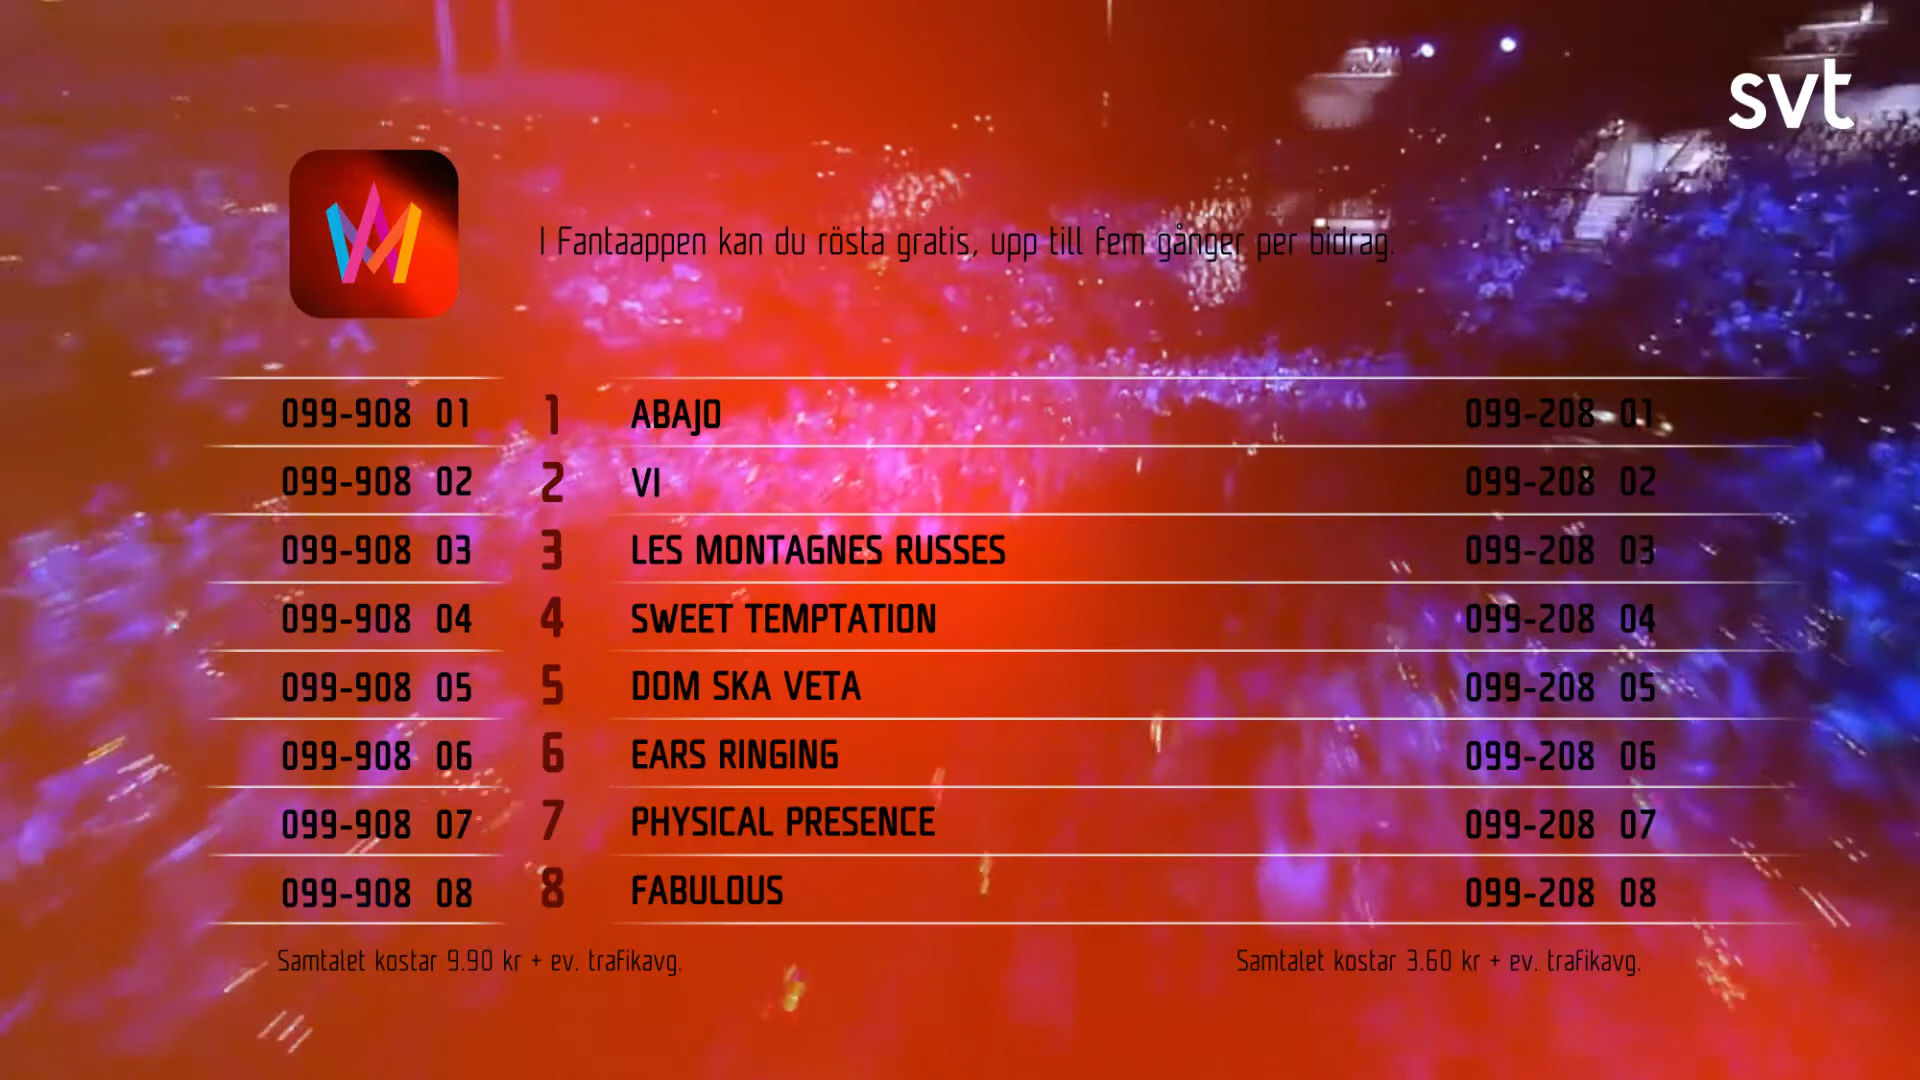 svt
I Fantaappen kan du rösta gratis, upp till fem gånger per bidrag.
099-908 01 1 ABAJO 099-208 01
099-908 02 2 VI 099-208 02
099-908 03 3 LES MONTAGNES RUSSES 099-208 03
099-908 04 4 SWEET TEMPTATION 099-208 04
099-908 05 5 DOM SKA VETA 099-208 05
099-908 06 6 EARS RINGING 099-208 06
099-908 07 7 PHYSICAL PRESENCE 099-208 07
099-908 08 8 FABULOUS 099-208 08
Samtalet kostar 9.90 kr + ev. trafikavg. Samtalet kostar 3.60 kr + ev. trafikavg.